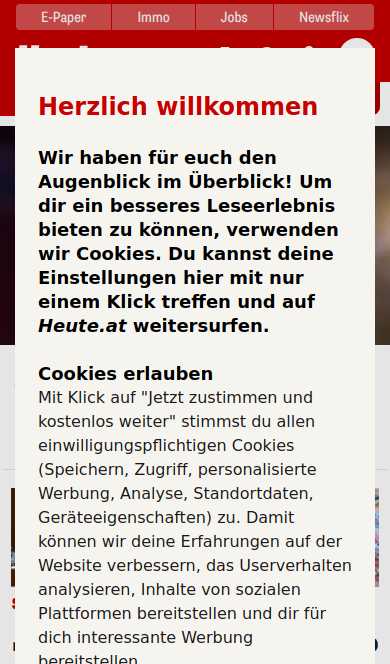 E-Paper
Immo
Jobs
Newsflix
Herzlich willkommen
Wir haben für euch den
Augenblick im Überblick! Um
dir ein besseres Leseerlebnis
bieten zu können, verwenden
wir Cookies. Du kannst deine
Einstellungen hier mit nur
einem Klick treffen und auf
Heute.at weitersurfen.
Cookies erlauben
Mit Klick auf "Jetzt zustimmen und
kostenlos weiter" stimmst du allen
einwilligungspflichtigen Cookies
(Speichern, Zugriff, personalisierte
Werbung, Analyse, Standortdaten,
Geräteeigenschaften) zu. Damit
können wir deine Erfahrungen auf der
Website verbessern, das Userverhalten
analysieren, Inhalte von sozialen
Plattformen bereitstellen und dir für
dich interessante Werbung
bereitstellen